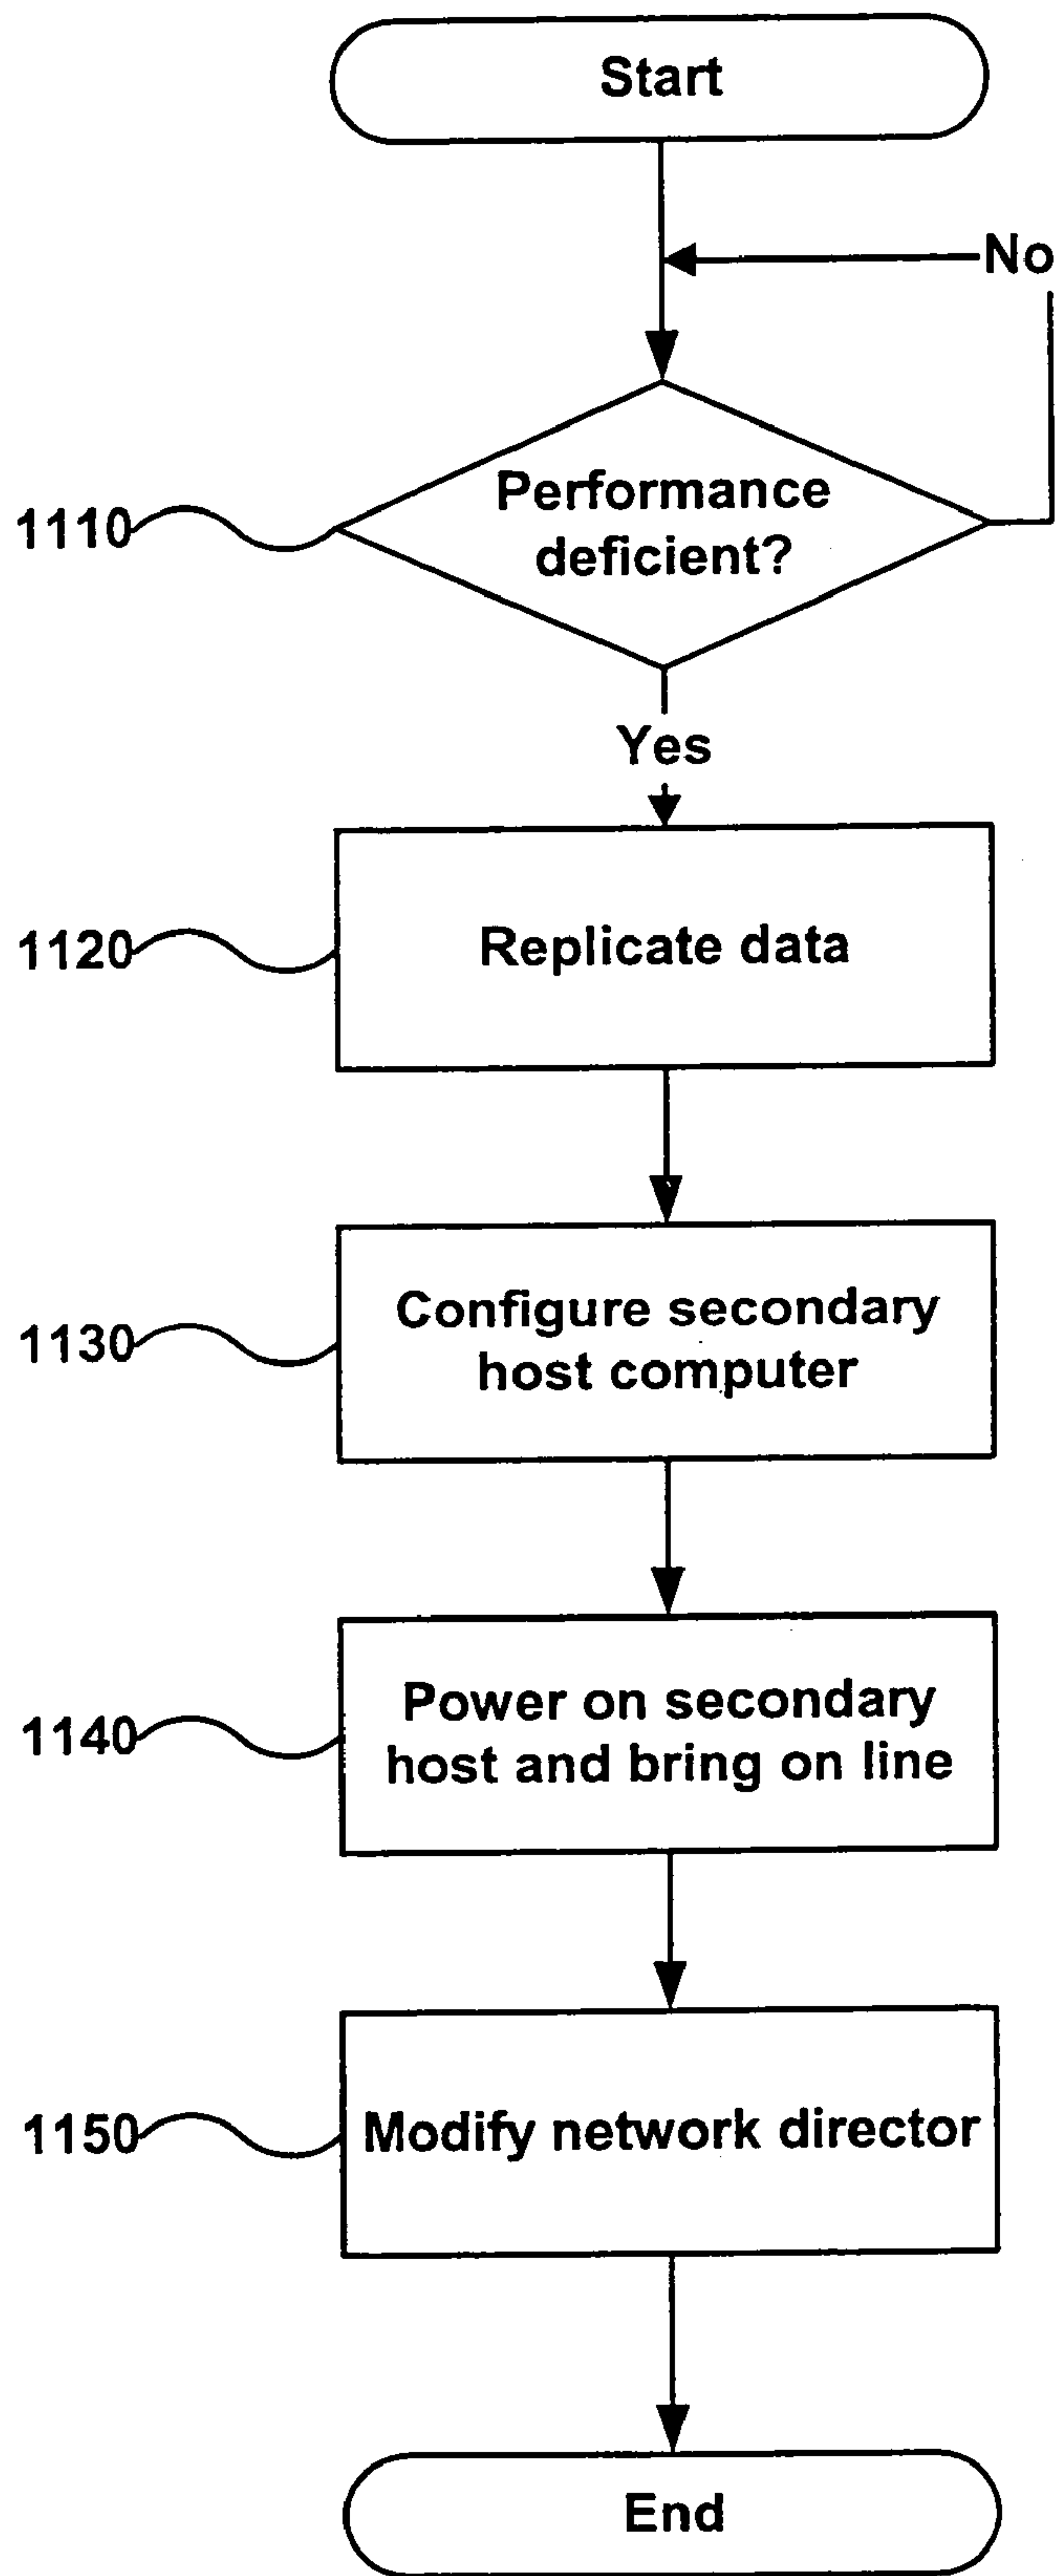 Start
No
1110
Performance
deficient?
Yes
1120
Replicate data
1130
Configure secondary
host computer
1140
Power on secondary
host and bring on line
1150
Modify network director
End